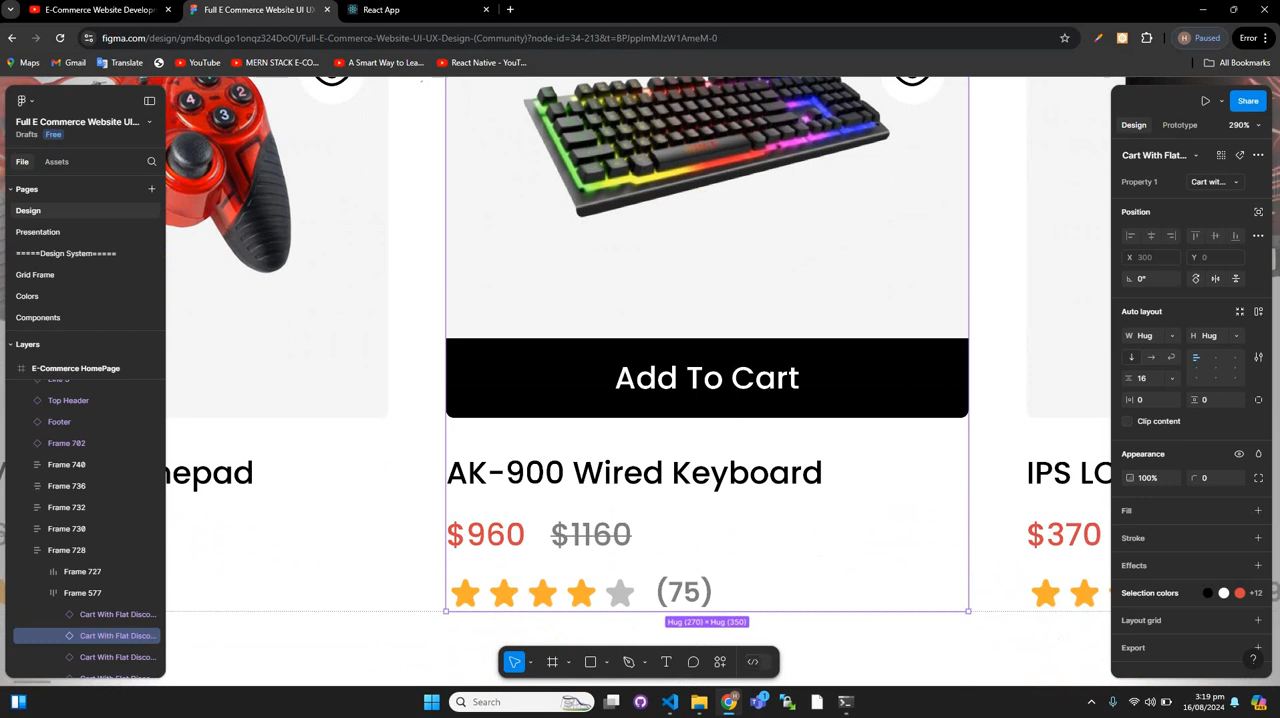 E-Commerce Website Develop
Full E Commerce Website UI UX
React App
figma.com/design/gm4bqvdLgo1onqz324DoOl/Full-E-Commerce-Website-UI-UX-Design-(Community)?node-id=34-213&t=BPJppImMJzW1AmeM-0
H Paused
Error
Maps
Gmail
Translate
YouTube
MERN STACK E-CO...
A Smart Way to Lea...
React Native - YouT...
All Bookmarks
Full E Commerce Website UI...
Drafts
Free
File
Assets
Pages
Design
Presentation
=====Design System=====
Grid Frame
Colors
Components
Layers
E-Commerce HomePage
Line 3
Top Header
Footer
Frame 702
Frame 740
Frame 736
Frame 732
Frame 730
Frame 728
Frame 727
Frame 577
Cart With Flat Disco...
Cart With Flat Disco...
Cart With Flat Disco...
4
2
3
Add To Cart
mepad
AK-900 Wired Keyboard
IPS LC
$960 $1160
$370
(75)
Hug (270) × Hug (350)
Share
Design
Prototype
290%
Cart With Flat...
Property 1
Cart wit...
Position
X 300
Y 0
0°
Auto layout
W Hug
H Hug
16
0
0
Clip content
Appearance
100%
0
Fill
Stroke
Effects
Selection colors
+12
Layout grid
Export
?
Search
3:19 pm
16/08/2024